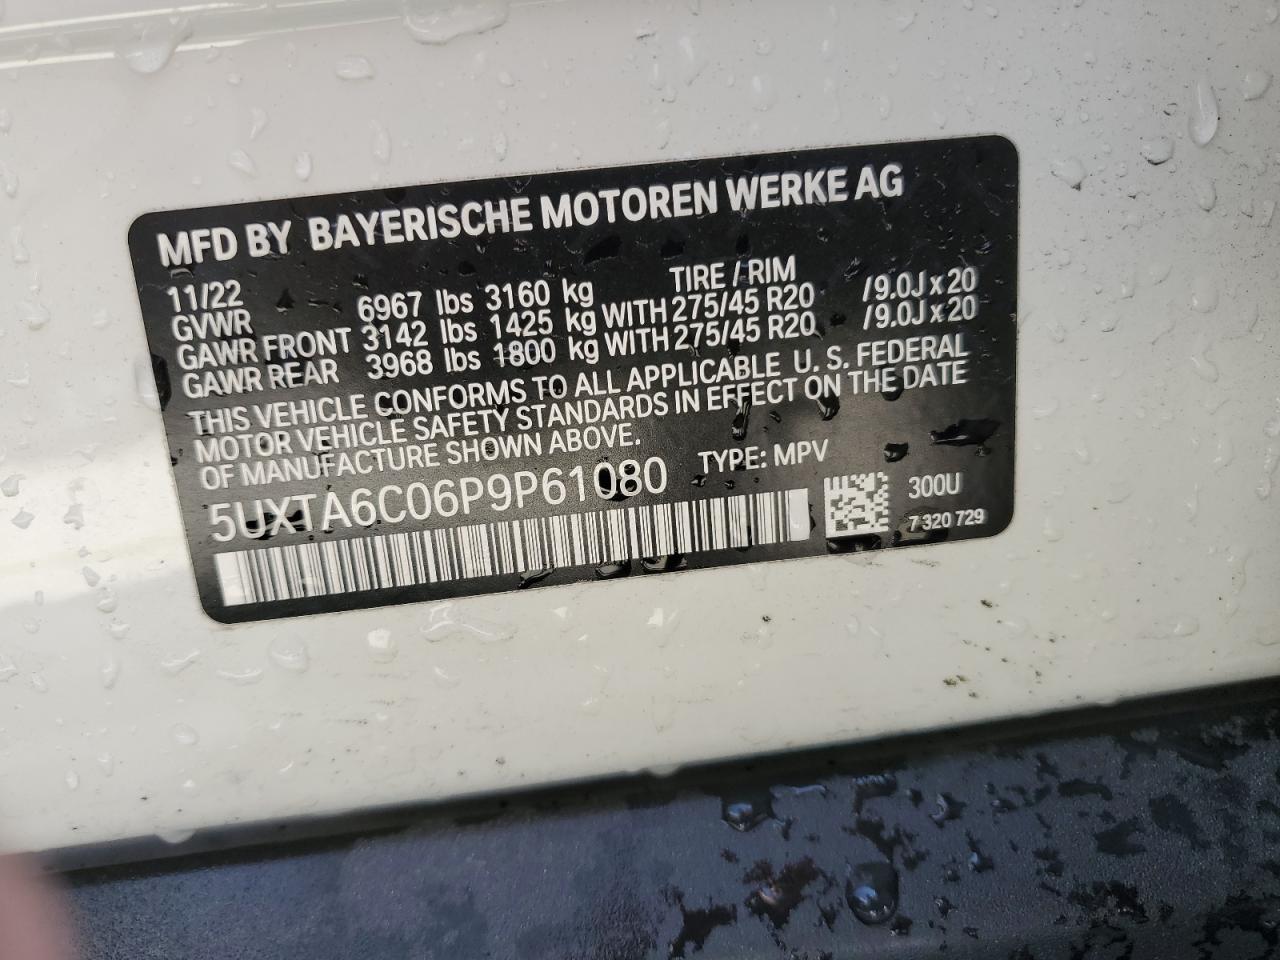 MFD BY BAYERISCHE MOTOREN WERKE AG
11/22 TIRE / RIM
GVWR 6967 lbs 3160 kg
GAWR FRONT 3142 lbs 1425 kg WITH 275/45 R20 /9.0J x 20
GAWR REAR 3968 lbs 1800 kg WITH 275/45 R20 /9.0J x 20
THIS VEHICLE CONFORMS TO ALL APPLICABLE U. S. FEDERAL
MOTOR VEHICLE SAFETY STANDARDS IN EFFECT ON THE DATE
OF MANUFACTURE SHOWN ABOVE.
5UXTA6C06P9P61080 TYPE: MPV
300U
7 320 729